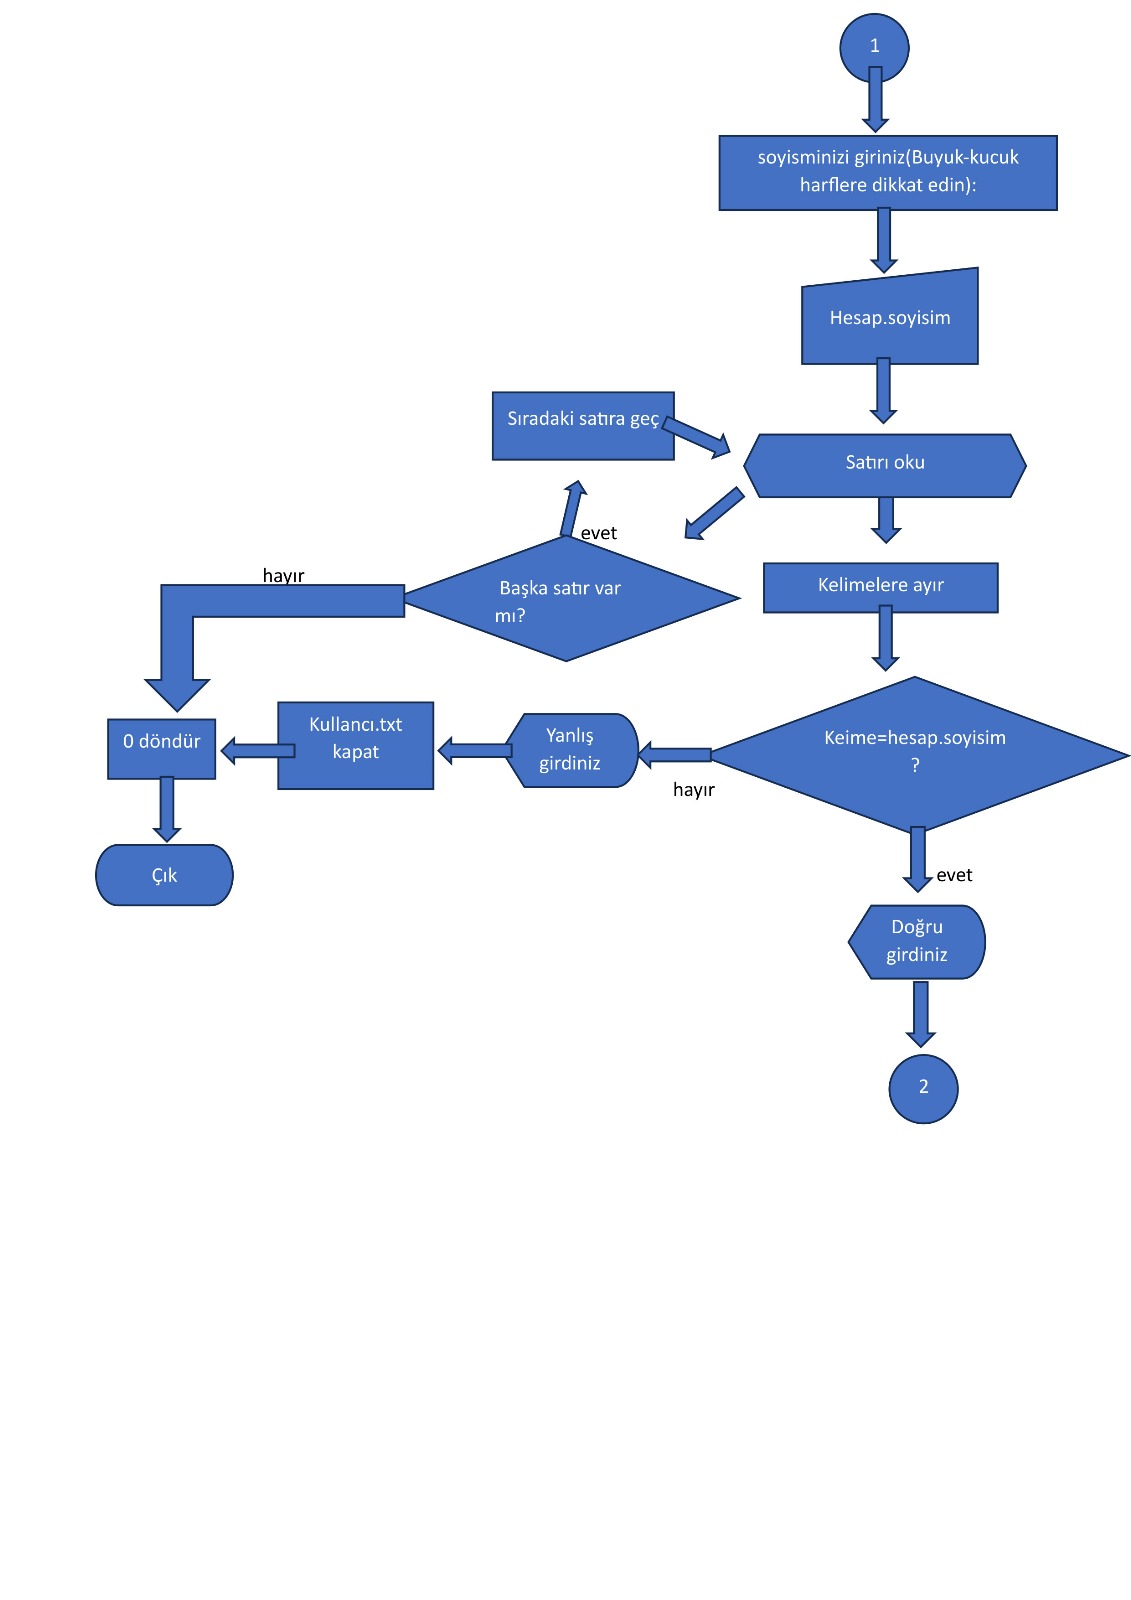 1
soyisminizi giriniz(Buyuk-kucuk
harflere dikkat edin):
Hesap.soyisim
Sıradaki satıra geç
Satırı oku
evet
hayır
Başka satır var
mı?
Kelimelere ayır
Keime=hesap.soyisim
?
hayır
Yanlış
girdiniz
Kullancı.txt
kapat
0 döndür
Çık
evet
Doğru
girdiniz
2